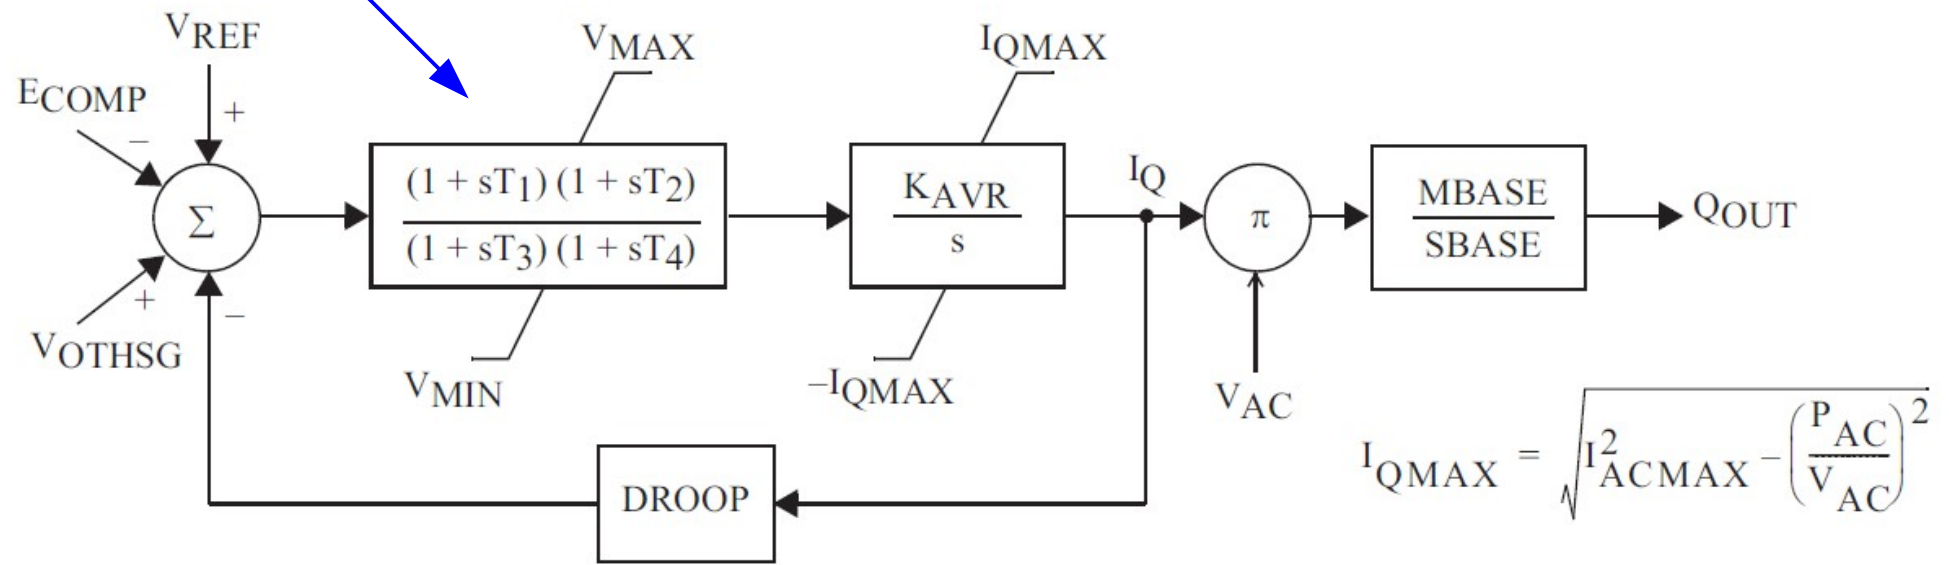 VREF
+
ECOMP
–
Σ
VOTHSG
+
–
VMAX
(1 + sT1) (1 + sT2)
(1 + sT3) (1 + sT4)
VMIN
IQMAX
KAVR
s
–IQMAX
IQ
π
VAC
MBASE
SBASE
QOUT
DROOP
IQMAX = √(I²ACMAX – (PAC/VAC)²)